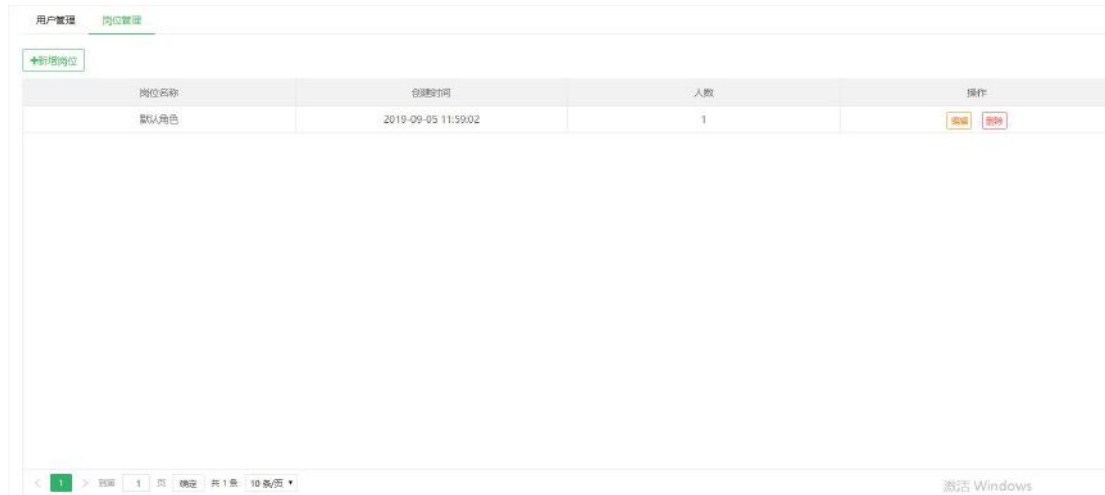 用户管理 岗位管理
+新增岗位
岗位名称 创建时间 人数 操作
默认角色 2019-09-05 11:59:02 1 编辑 删除
< 1 > 到第 1 页 确定 共 1 条 10 条/页
激活 Windows